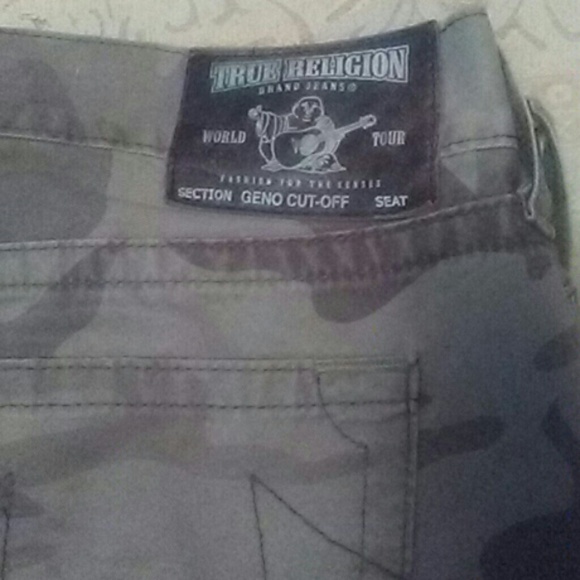 TRUE RELIGION
BRAND JEANS®
WORLD TOUR
FASHION FOR THE SENSES
SECTION GENO CUT-OFF SEAT